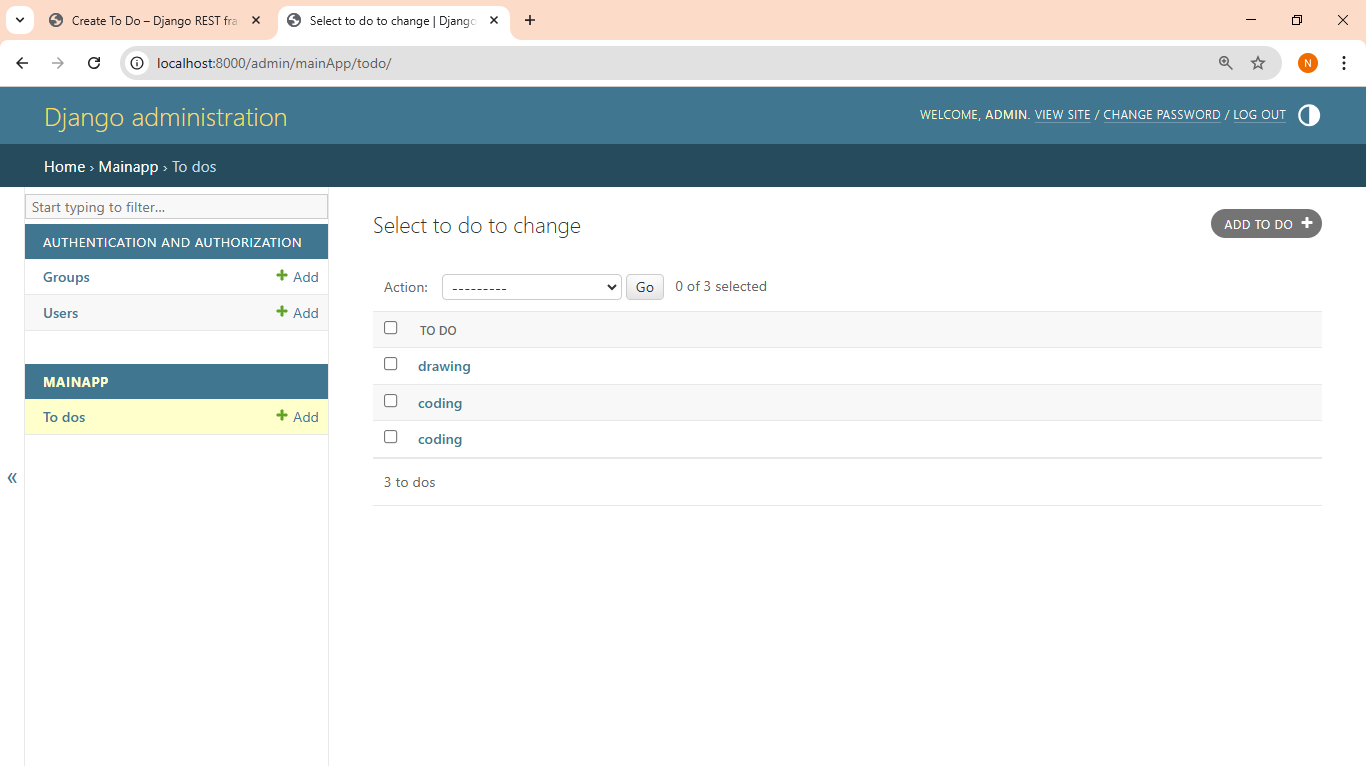 Create To Do – Django REST fra
Select to do to change | Django
localhost:8000/admin/mainApp/todo/
N
Django administration
WELCOME, ADMIN. VIEW SITE / CHANGE PASSWORD / LOG OUT
Home › Mainapp › To dos
Start typing to filter...
AUTHENTICATION AND AUTHORIZATION
Groups + Add
Users + Add
MAINAPP
To dos + Add
«
Select to do to change
ADD TO DO +
Action: --------- Go 0 of 3 selected
TO DO
drawing
coding
coding
3 to dos